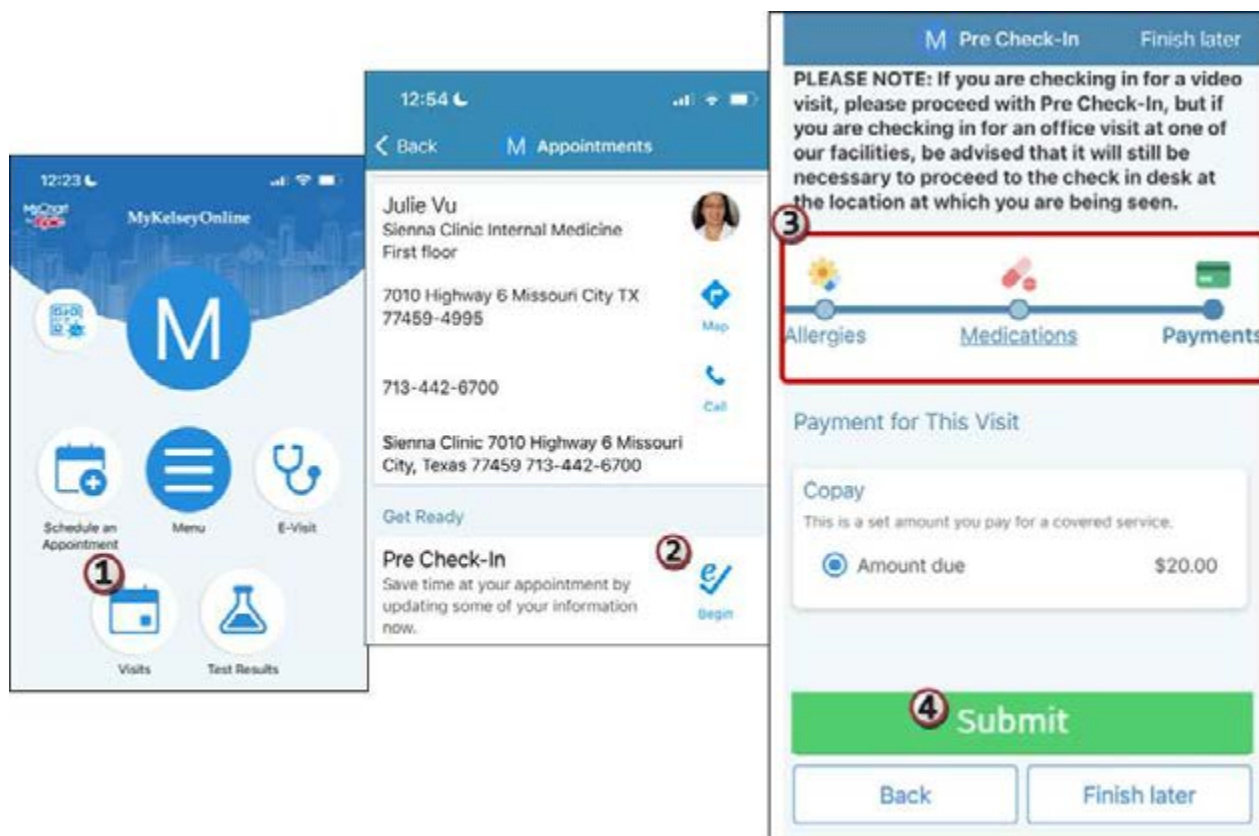 12:23
MyChart
by Epic
MyKelseyOnline
M
Schedule an
Appointment
Menu
E-Visit
1
Visits
Test Results
12:54
Back
M Appointments
Julie Vu
Sienna Clinic Internal Medicine
First floor
7010 Highway 6 Missouri City TX
77459-4995
Map
713-442-6700
Call
Sienna Clinic 7010 Highway 6 Missouri
City, Texas 77459 713-442-6700
Get Ready
Pre Check-In
2
Save time at your appointment by
updating some of your information
now.
Begin
M Pre Check-In
Finish later
PLEASE NOTE: If you are checking in for a video
visit, please proceed with Pre Check-In, but if
you are checking in for an office visit at one of
our facilities, be advised that it will still be
necessary to proceed to the check in desk at
the location at which you are being seen.
3
Allergies
Medications
Payments
Payment for This Visit
Copay
This is a set amount you pay for a covered service.
Amount due
$20.00
4
Submit
Back
Finish later